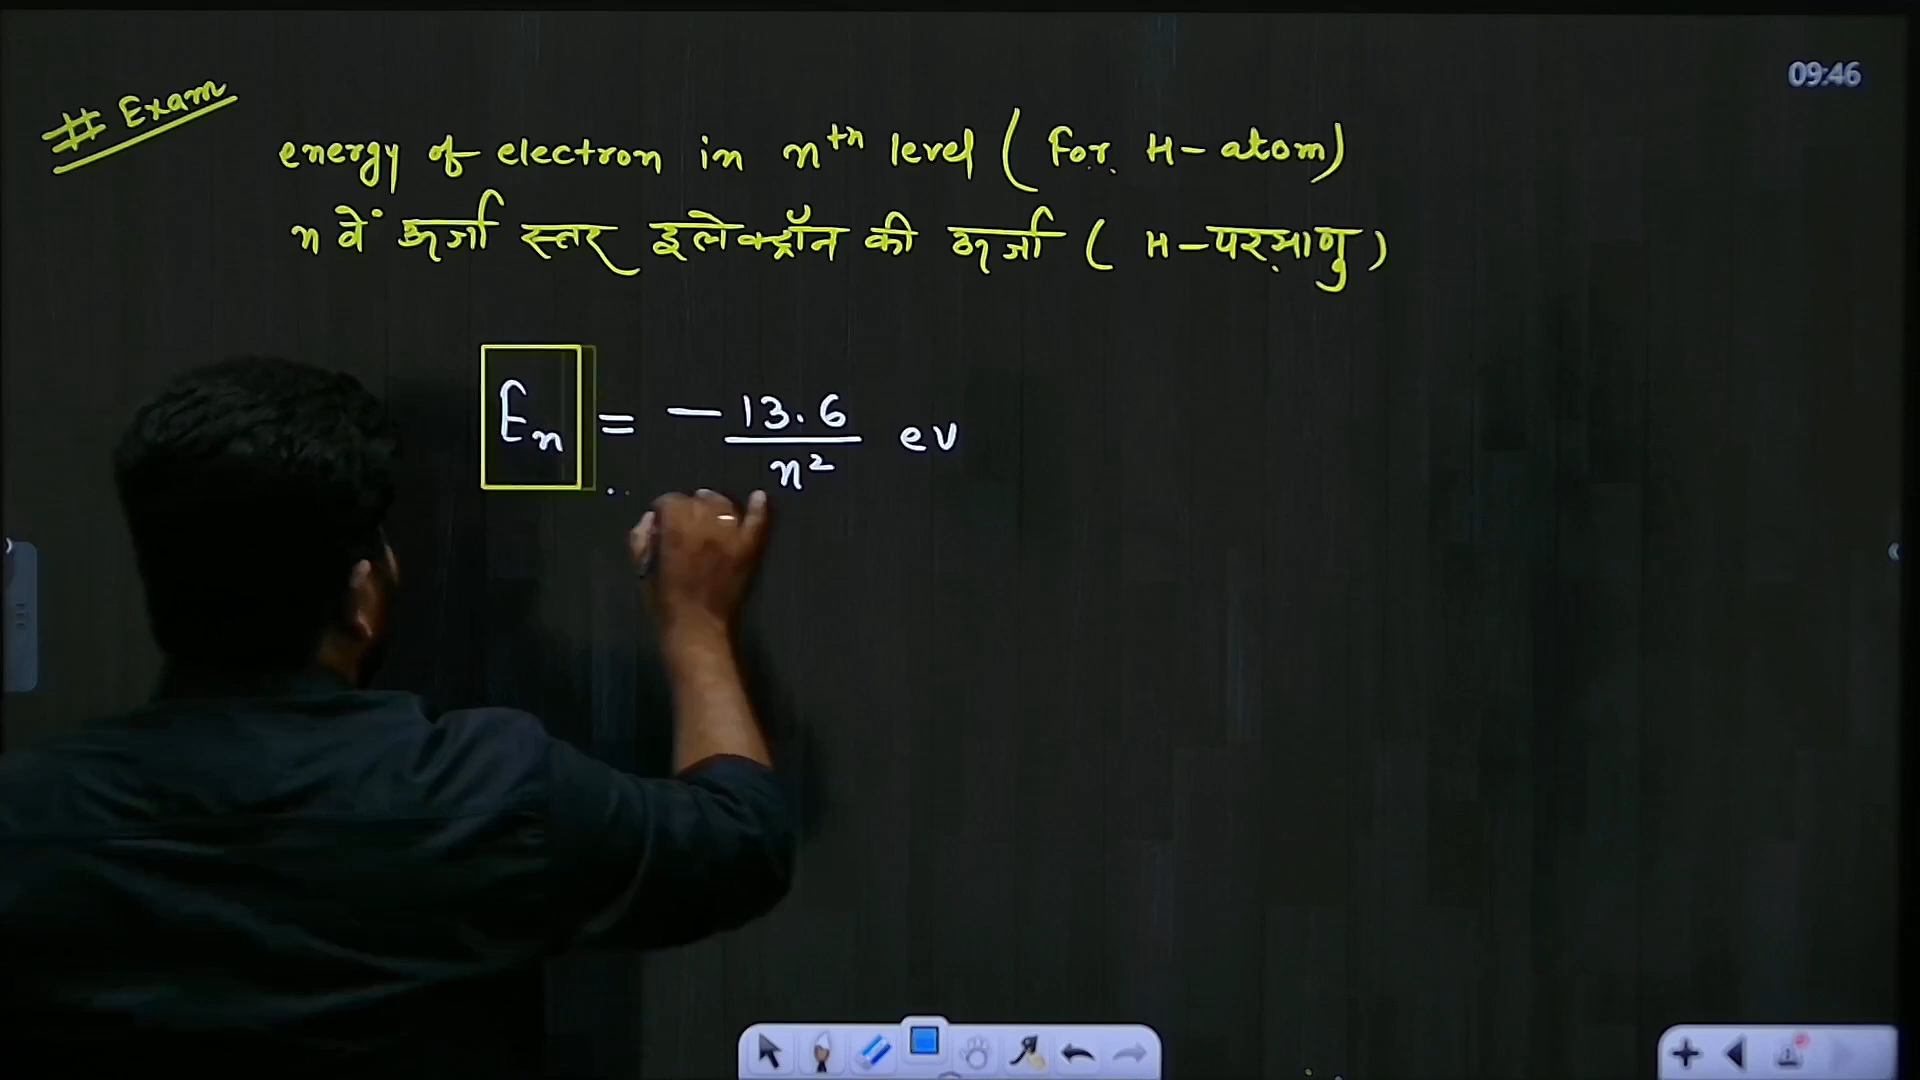 09:46
# Exam
energy of electron in nth level (for H-atom)
n वें ऊर्जा स्तर इलेक्ट्रॉन की ऊर्जा (H-परमाणु)
En = - 13.6 / n² ev